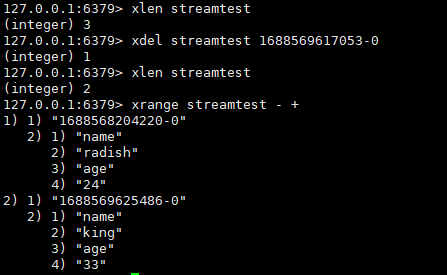 127.0.0.1:6379> xlen streamtest
(integer) 3
127.0.0.1:6379> xdel streamtest 1688569617053-0
(integer) 1
127.0.0.1:6379> xlen streamtest
(integer) 2
127.0.0.1:6379> xrange streamtest - +
1) 1) "1688568204220-0"
   2) 1) "name"
      2) "radish"
      3) "age"
      4) "24"
2) 1) "1688569625486-0"
   2) 1) "name"
      2) "king"
      3) "age"
      4) "33"